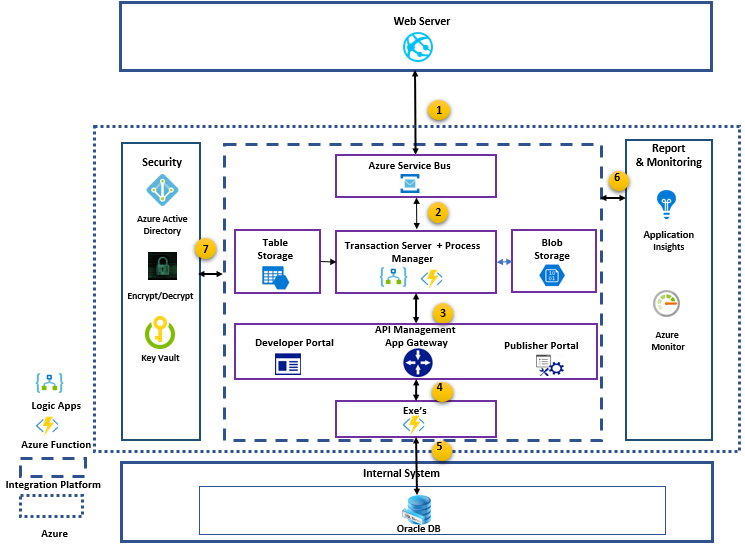 Web Server
1
Security
Azure Active
Directory
Encrypt/Decrypt
Key Vault
7
Azure Service Bus
2
Table
Storage
Transaction Server + Process
Manager
Blob
Storage
10
01
3
Developer Portal
API Management
App Gateway
Publisher Portal
4
Exe's
5
6
Report
& Monitoring
Application
Insights
Azure
Monitor
Logic Apps
Azure Function
Integration Platform
Azure
Internal System
Oracle DB